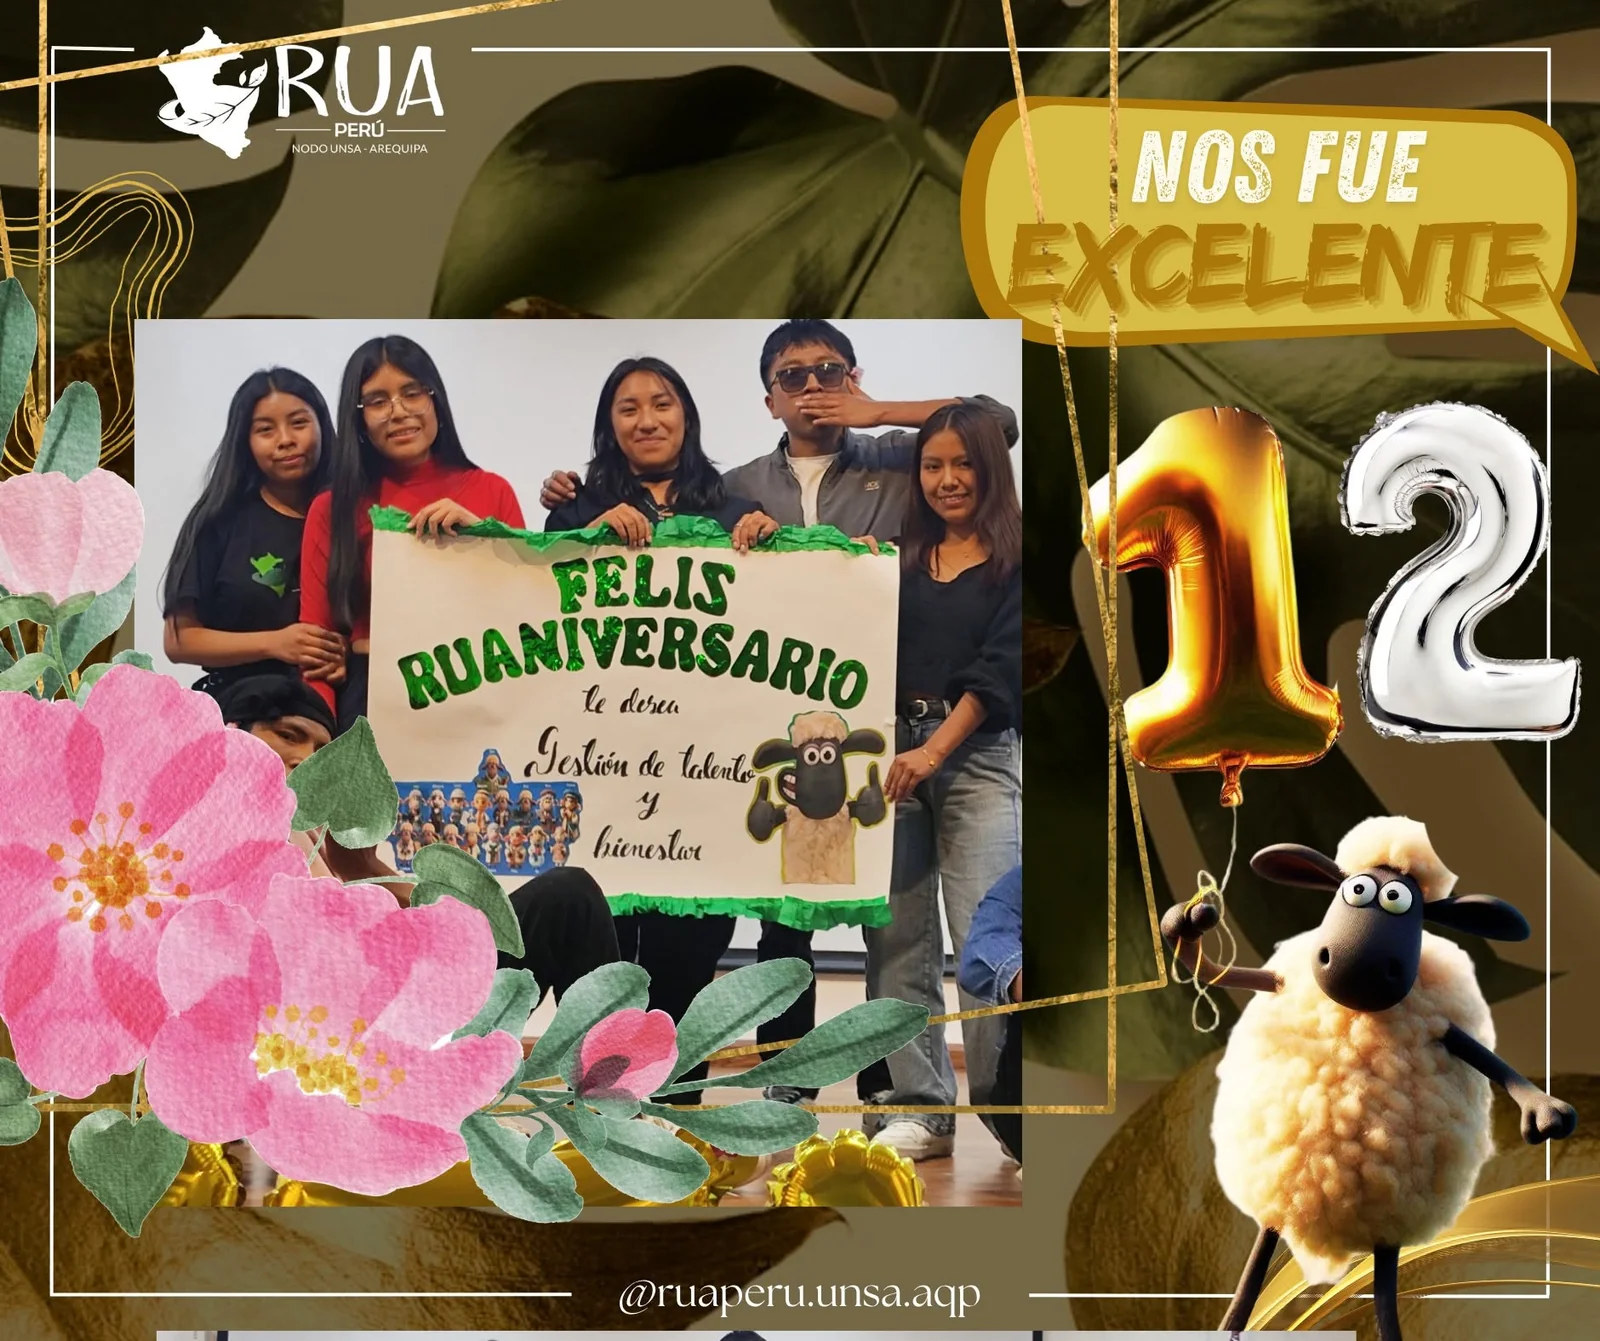 RUA
PERÚ
NODO UNSA - AREQUIPA
NOS FUE
EXCELENTE
FELIS
RUANIVERSARIO
le desea
Gestión de talento
y
bienestar
12
@ruaperu.unsa.aqp